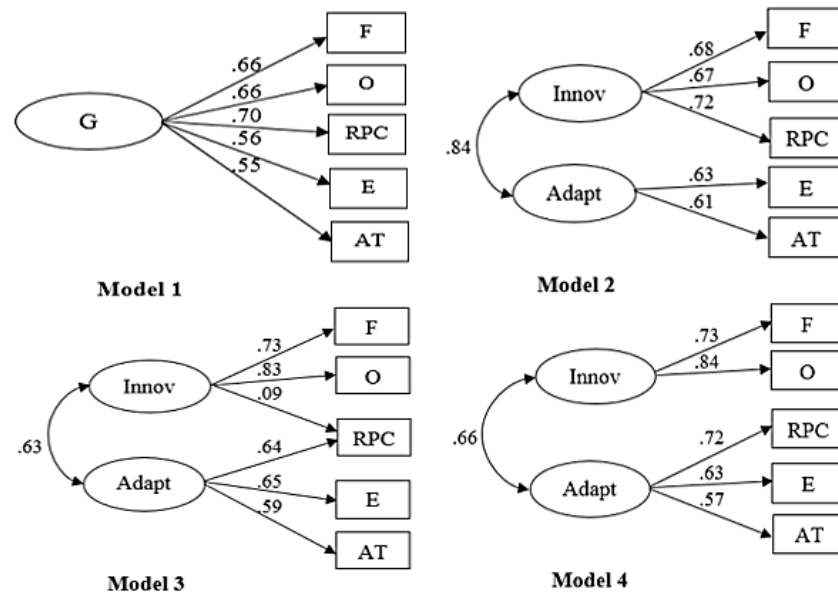 G
.66
.66
.70
.56
.55
F
O
RPC
E
AT
Model 1
Innov
Adapt
.84
.68
.67
.72
.63
.61
F
O
RPC
E
AT
Model 2
Innov
Adapt
.63
.73
.83
.09
.64
.65
.59
F
O
RPC
E
AT
Model 3
Innov
Adapt
.66
.73
.84
.72
.63
.57
F
O
RPC
E
AT
Model 4